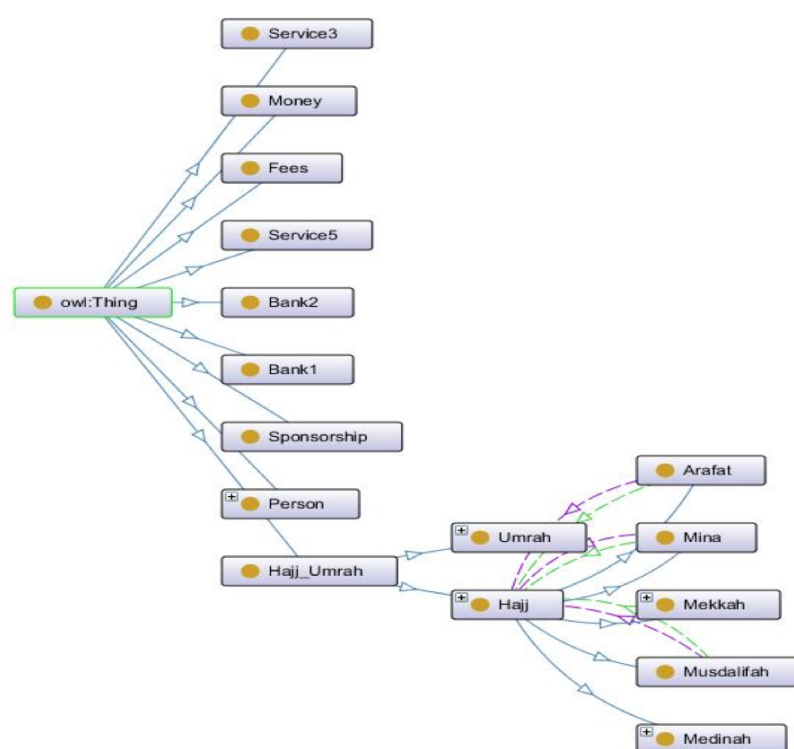 Service3
Money
Fees
Service5
owl:Thing
Bank2
Bank1
Sponsorship
Arafat
Person
Umrah
Mina
Hajj_Umrah
Hajj
Mekkah
Musdalifah
Medinah